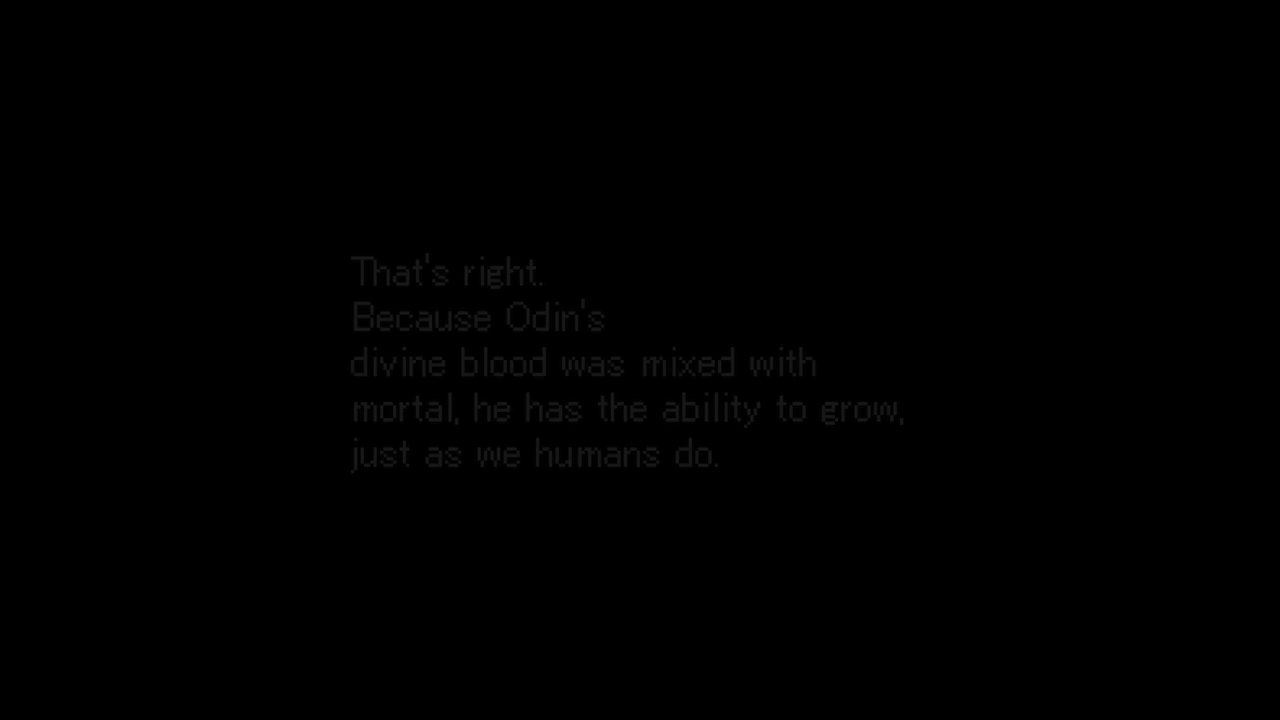 That's right.
Because Odin's
divine blood was mixed with
mortal, he has the ability to grow,
just as we humans do.